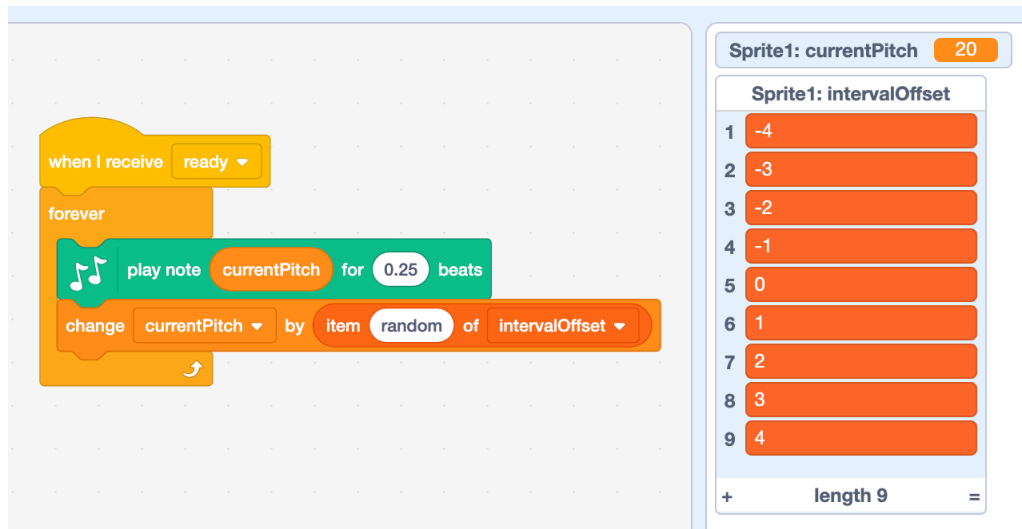 when I receive ready
forever
play note currentPitch for 0.25 beats
change currentPitch by item random of intervalOffset
Sprite1: currentPitch 20
Sprite1: intervalOffset
1 -4
2 -3
3 -2
4 -1
5 0
6 1
7 2
8 3
9 4
+ length 9 =